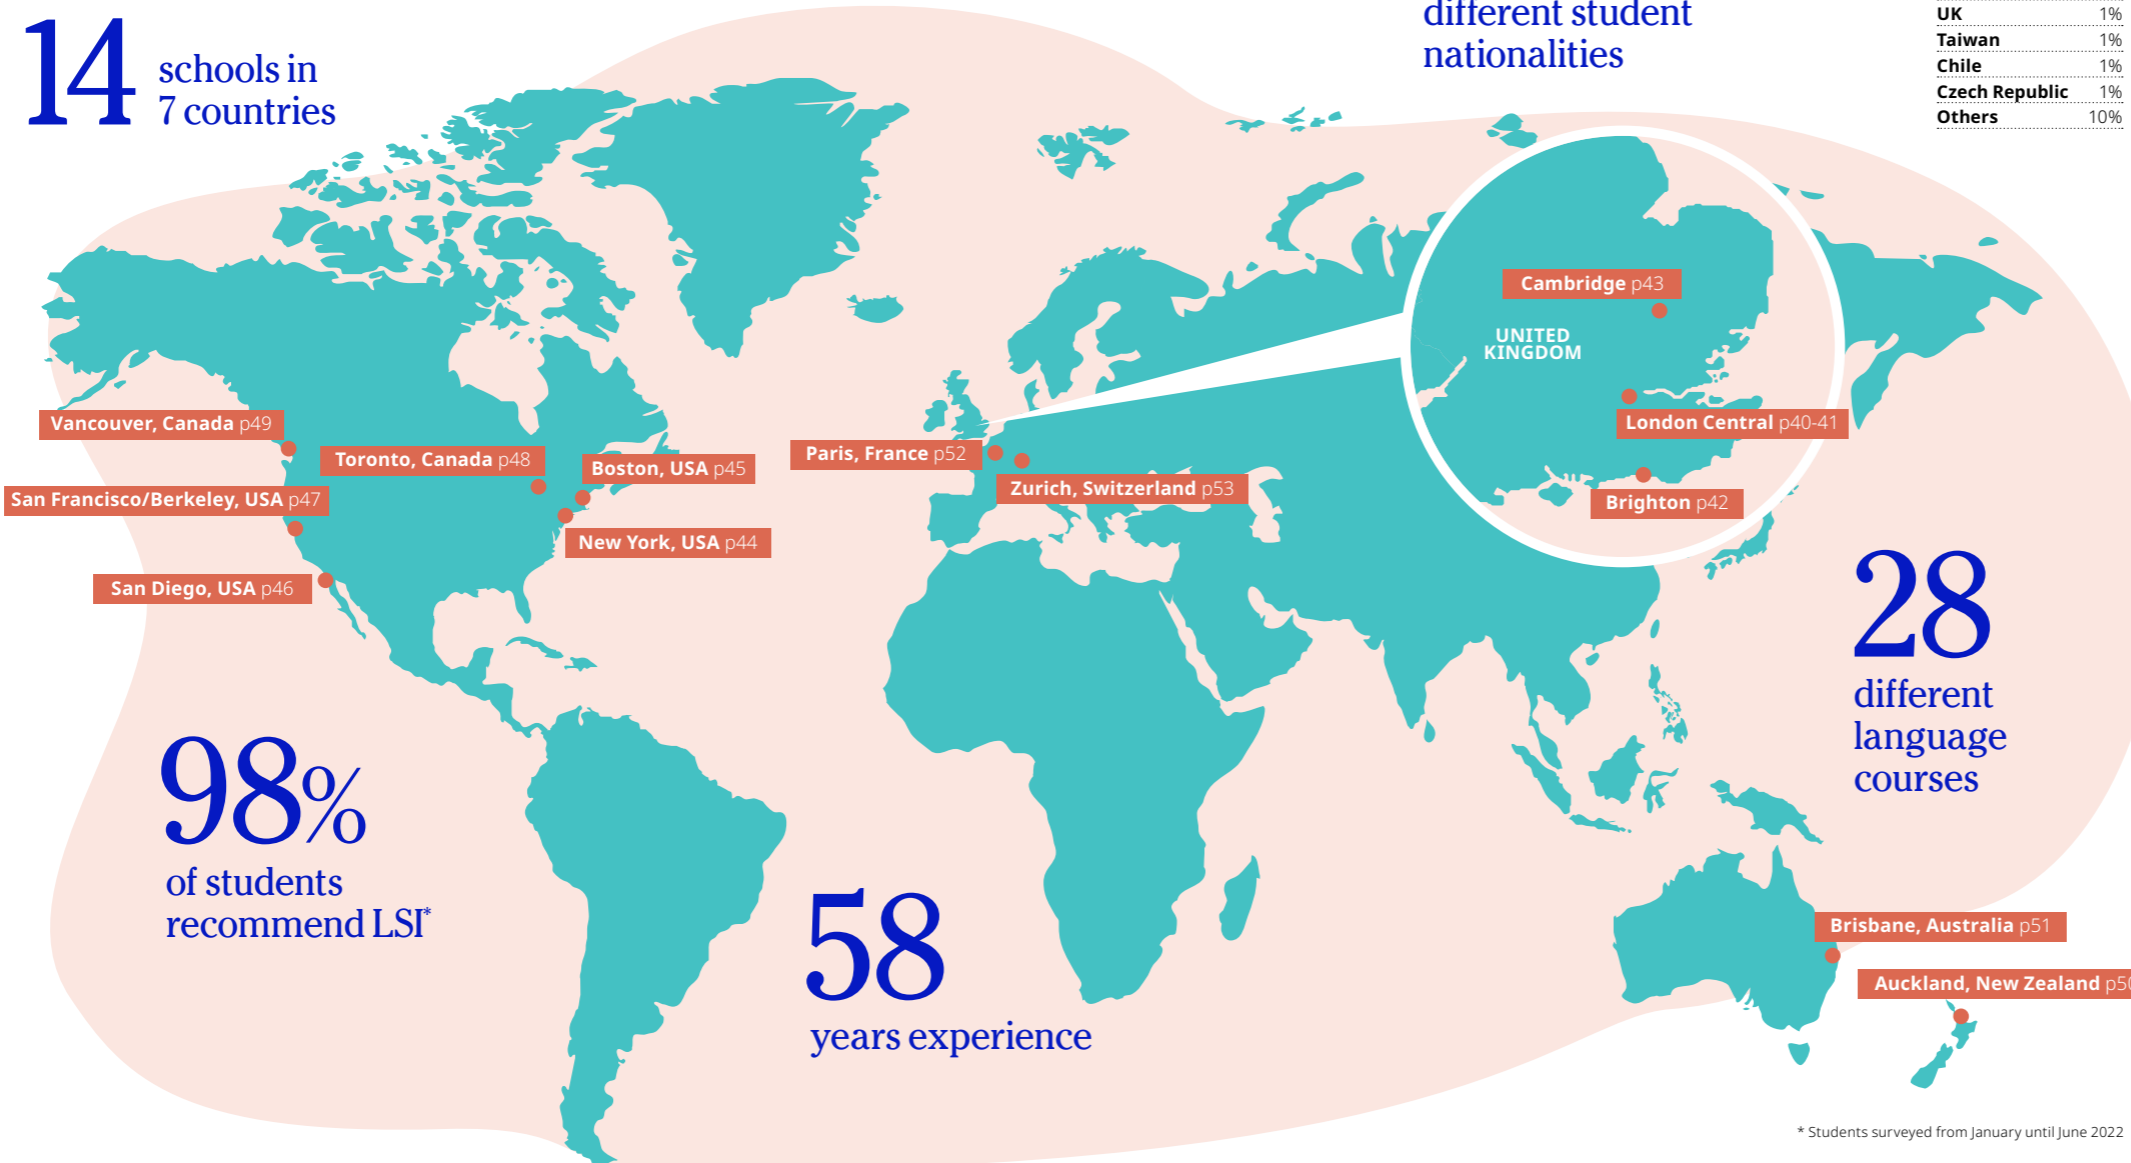 14
schools in
7 countries
different student
nationalities
UK 1%
Taiwan 1%
Chile 1%
Czech Republic 1%
Others 10%
Cambridge p43
UNITED
KINGDOM
London Central p40-41
Brighton p42
Vancouver, Canada p49
Toronto, Canada p48
Boston, USA p45
San Francisco/Berkeley, USA p47
New York, USA p44
San Diego, USA p46
Paris, France p52
Zurich, Switzerland p53
28
different
language
courses
98%
of students
recommend LSI*
58
years experience
Brisbane, Australia p51
Auckland, New Zealand p50
* Students surveyed from January until June 2022